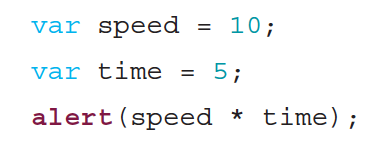 var speed = 10;
var time = 5;
alert(speed * time);